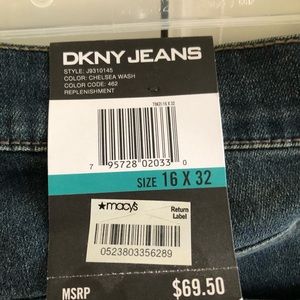 DKNY JEANS
STYLE: J9310145
COLOR: CHELSEA WASH
COLOR CODE: 462
REPLENISHMENT
7 95728 02033 0
SIZE 16 X 32
★macy's
Return
Label
0523803356289
MSRP $69.50